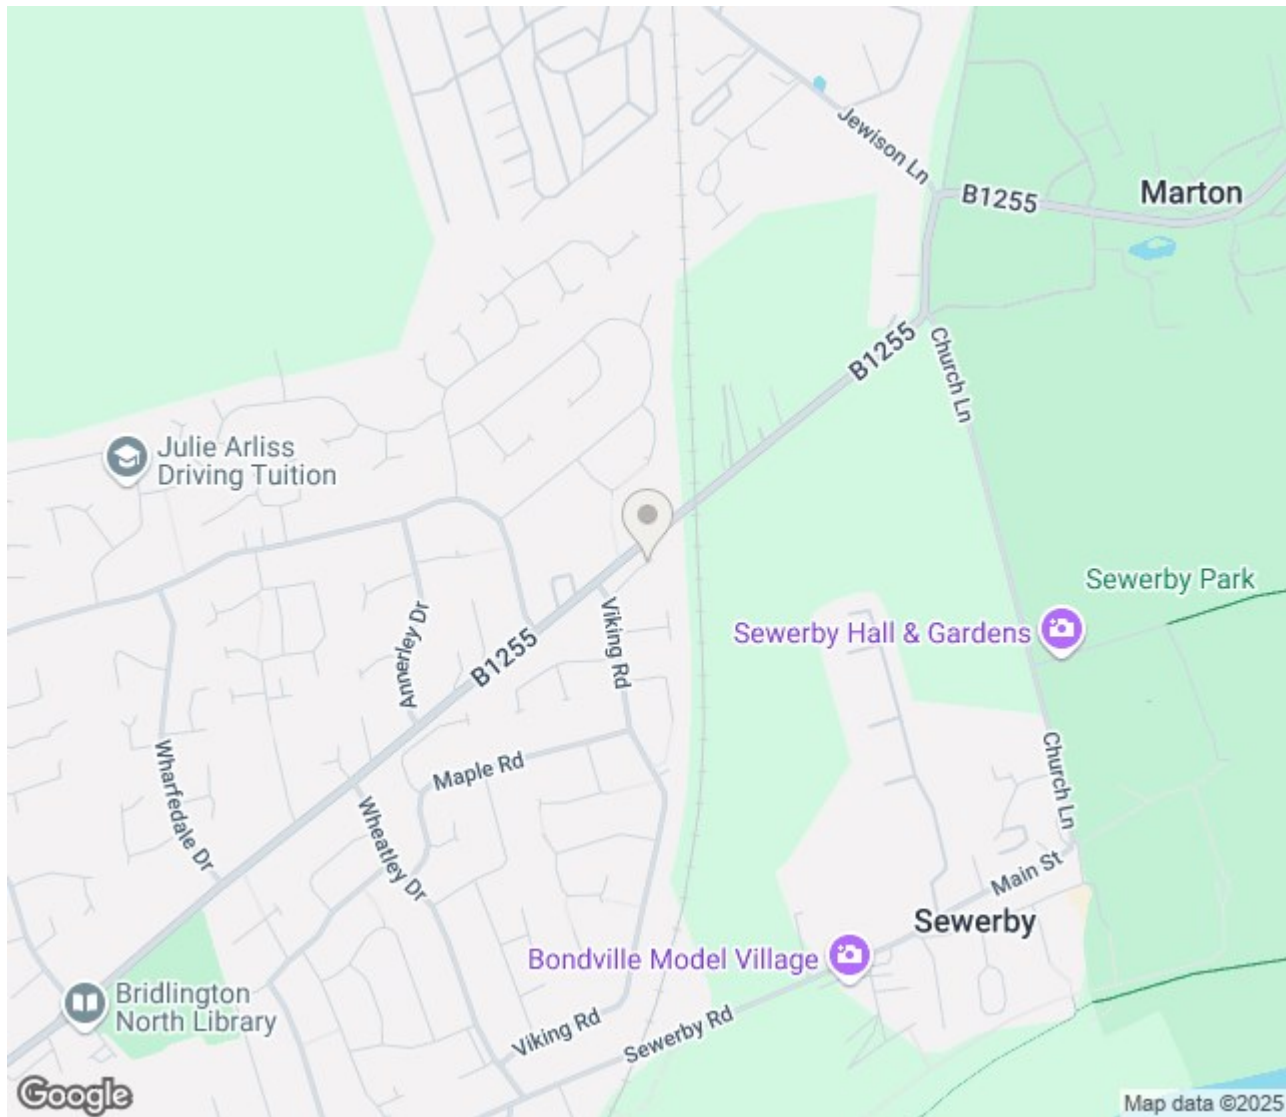 Jewison Ln
B1255
Marton
B1255
Church Ln
Julie Arliss
Driving Tuition
Sewerby Park
Sewerby Hall & Gardens
Viking Rd
Annerley Dr
B1255
Maple Rd
Church Ln
Wharfedale Dr
Wheatley Dr
Main St
Sewerby
Bondville Model Village
Bridlington
North Library
Viking Rd
Sewerby Rd
Google
Map data ©2025